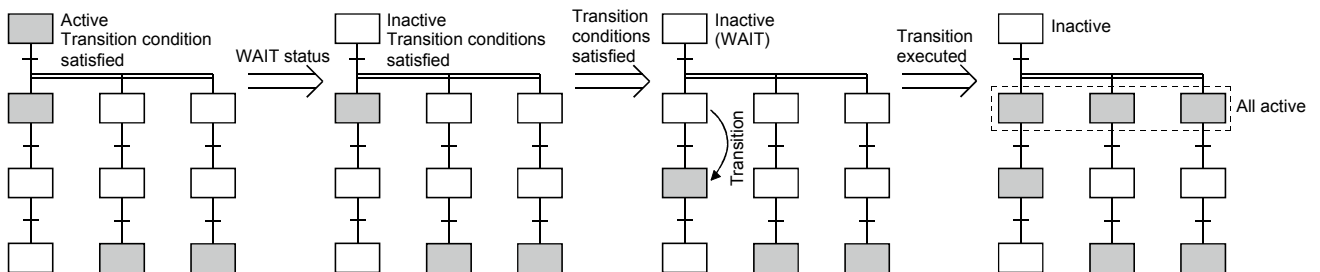 Active
Transition condition
satisfied
WAIT status
Inactive
Transition conditions
satisfied
Transition
conditions
satisfied
Inactive
(WAIT)
Transition
Transition
executed
Inactive
All active